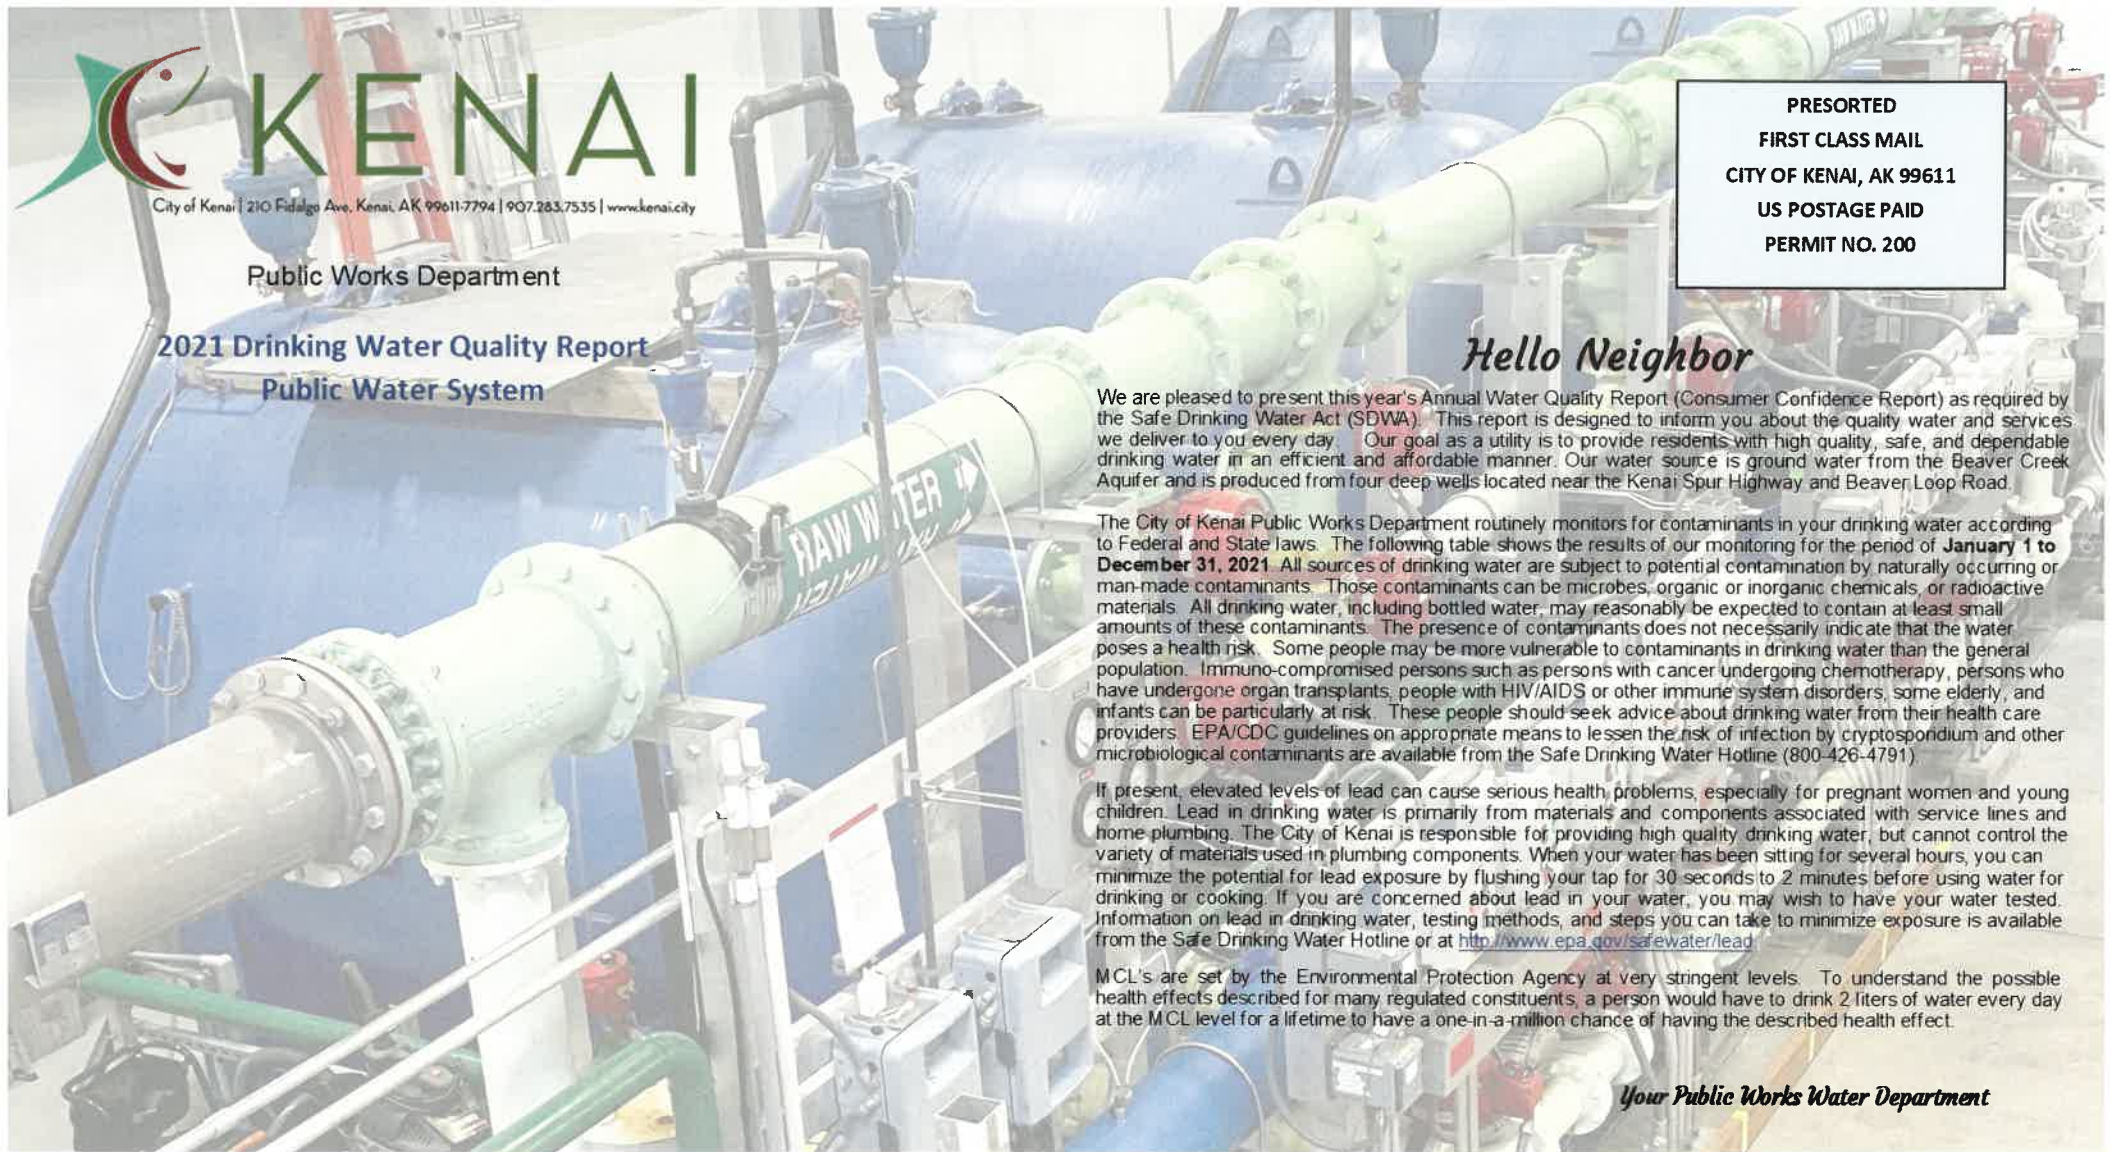 KENAI
City of Kenai | 210 Fidalgo Ave, Kenai, AK 99611-7794 | 907.283.7535 | www.kenai.city
Public Works Department
2021 Drinking Water Quality Report
Public Water System
RAW WATER
RAW WATER
RAW WATER
PRESORTED
FIRST CLASS MAIL
CITY OF KENAI, AK 99611
US POSTAGE PAID
PERMIT NO. 200
Hello Neighbor
We are pleased to present this year's Annual Water Quality Report (Consumer Confidence Report) as required by
the Safe Drinking Water Act (SDWA). This report is designed to inform you about the quality water and services
we deliver to you every day. Our goal as a utility is to provide residents with high quality, safe, and dependable
drinking water in an efficient and affordable manner. Our water source is ground water from the Beaver Creek
Aquifer and is produced from four deep wells located near the Kenai Spur Highway and Beaver Loop Road.
The City of Kenai Public Works Department routinely monitors for contaminants in your drinking water according
to Federal and State laws. The following table shows the results of our monitoring for the period of January 1 to
December 31, 2021. All sources of drinking water are subject to potential contamination by naturally occurring or
man-made contaminants. Those contaminants can be microbes, organic or inorganic chemicals, or radioactive
materials. All drinking water, including bottled water, may reasonably be expected to contain at least small
amounts of these contaminants. The presence of contaminants does not necessarily indicate that the water
poses a health risk. Some people may be more vulnerable to contaminants in drinking water than the general
population. Immuno-compromised persons such as persons with cancer undergoing chemotherapy, persons who
have undergone organ transplants, people with HIV/AIDS or other immune system disorders, some elderly, and
infants can be particularly at risk. These people should seek advice about drinking water from their health care
providers. EPA/CDC guidelines on appropriate means to lessen the risk of infection by cryptosporidium and other
microbiological contaminants are available from the Safe Drinking Water Hotline (800-426-4791).
If present, elevated levels of lead can cause serious health problems, especially for pregnant women and young
children. Lead in drinking water is primarily from materials and components associated with service lines and
home plumbing. The City of Kenai is responsible for providing high quality drinking water, but cannot control the
variety of materials used in plumbing components. When your water has been sitting for several hours, you can
minimize the potential for lead exposure by flushing your tap for 30 seconds to 2 minutes before using water for
drinking or cooking. If you are concerned about lead in your water, you may wish to have your water tested.
Information on lead in drinking water, testing methods, and steps you can take to minimize exposure is available
from the Safe Drinking Water Hotline or at http://www.epa.gov/safewater/lead.
MCL's are set by the Environmental Protection Agency at very stringent levels. To understand the possible
health effects described for many regulated constituents, a person would have to drink 2 liters of water every day
at the MCL level for a lifetime to have a one-in-a-million chance of having the described health effect.
Your Public Works Water Department